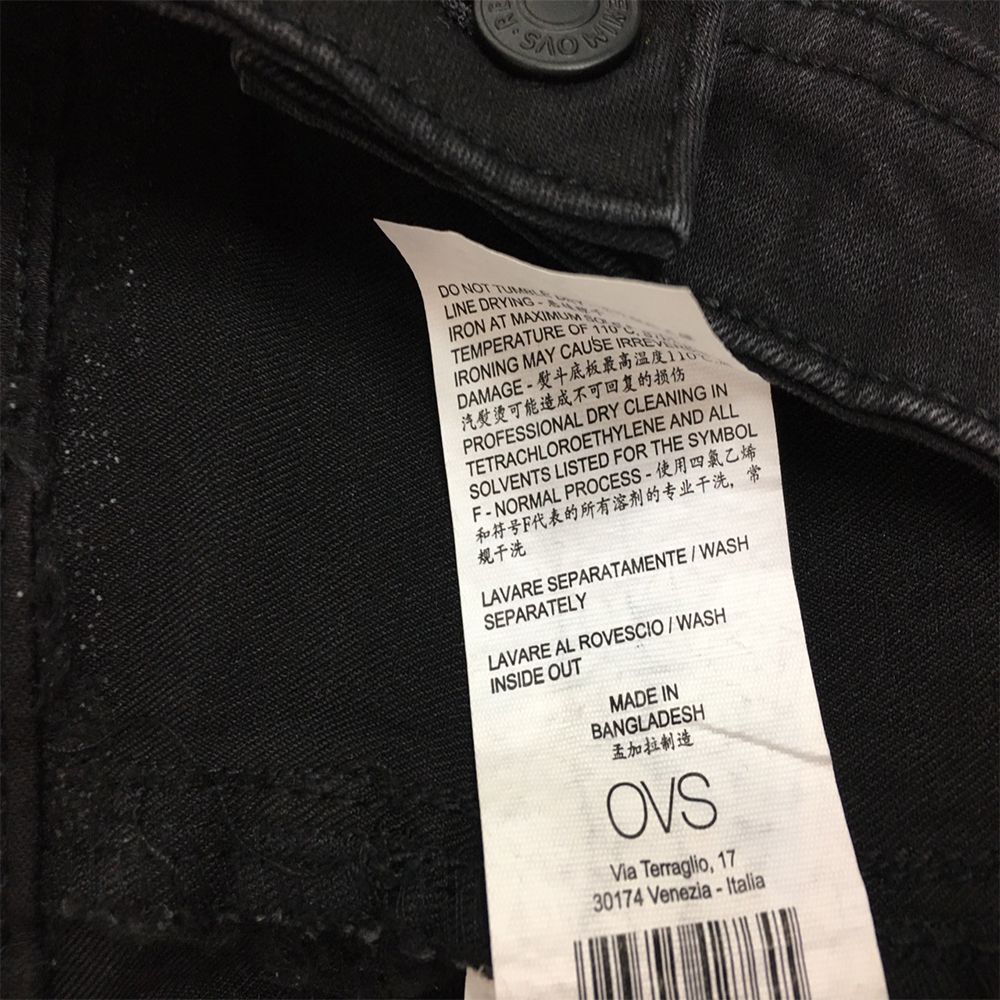 DENIM OVS
DO NOT TUMBLE DRY
LINE DRYING -
IRON AT MAXIMUM
TEMPERATURE OF 110°C,
IRONING MAY CAUSE
DAMAGE - 熨斗底板最高温度110
汽熨烫可能造成不可回复的损伤
PROFESSIONAL DRY CLEANING IN
TETRACHLOROETHYLENE AND ALL
SOLVENTS LISTED FOR THE SYMBOL
F - NORMAL PROCESS - 使用四氯乙烯
和符号F代表的所有溶剂的专业干洗，常
规干洗
LAVARE SEPARATAMENTE / WASH
SEPARATELY
LAVARE AL ROVESCIO / WASH
INSIDE OUT
MADE IN
BANGLADESH
孟加拉制造
OVS
Via Terraglio, 17
30174 Venezia - Italia